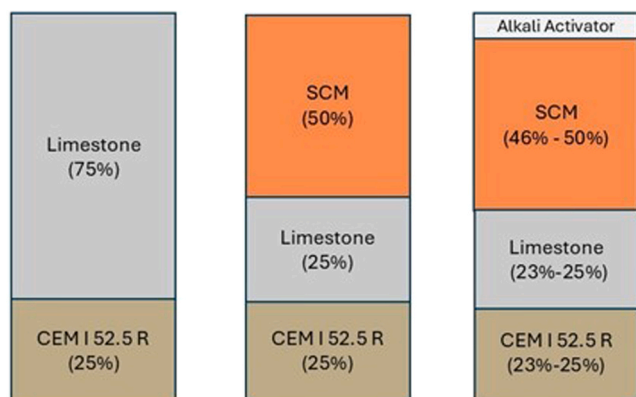 Limestone
(75%)
CEM I 52.5 R
(25%)
SCM
(50%)
Limestone
(25%)
CEM I 52.5 R
(25%)
Alkali Activator
SCM
(46% - 50%)
Limestone
(23%-25%)
CEM I 52.5 R
(23%-25%)